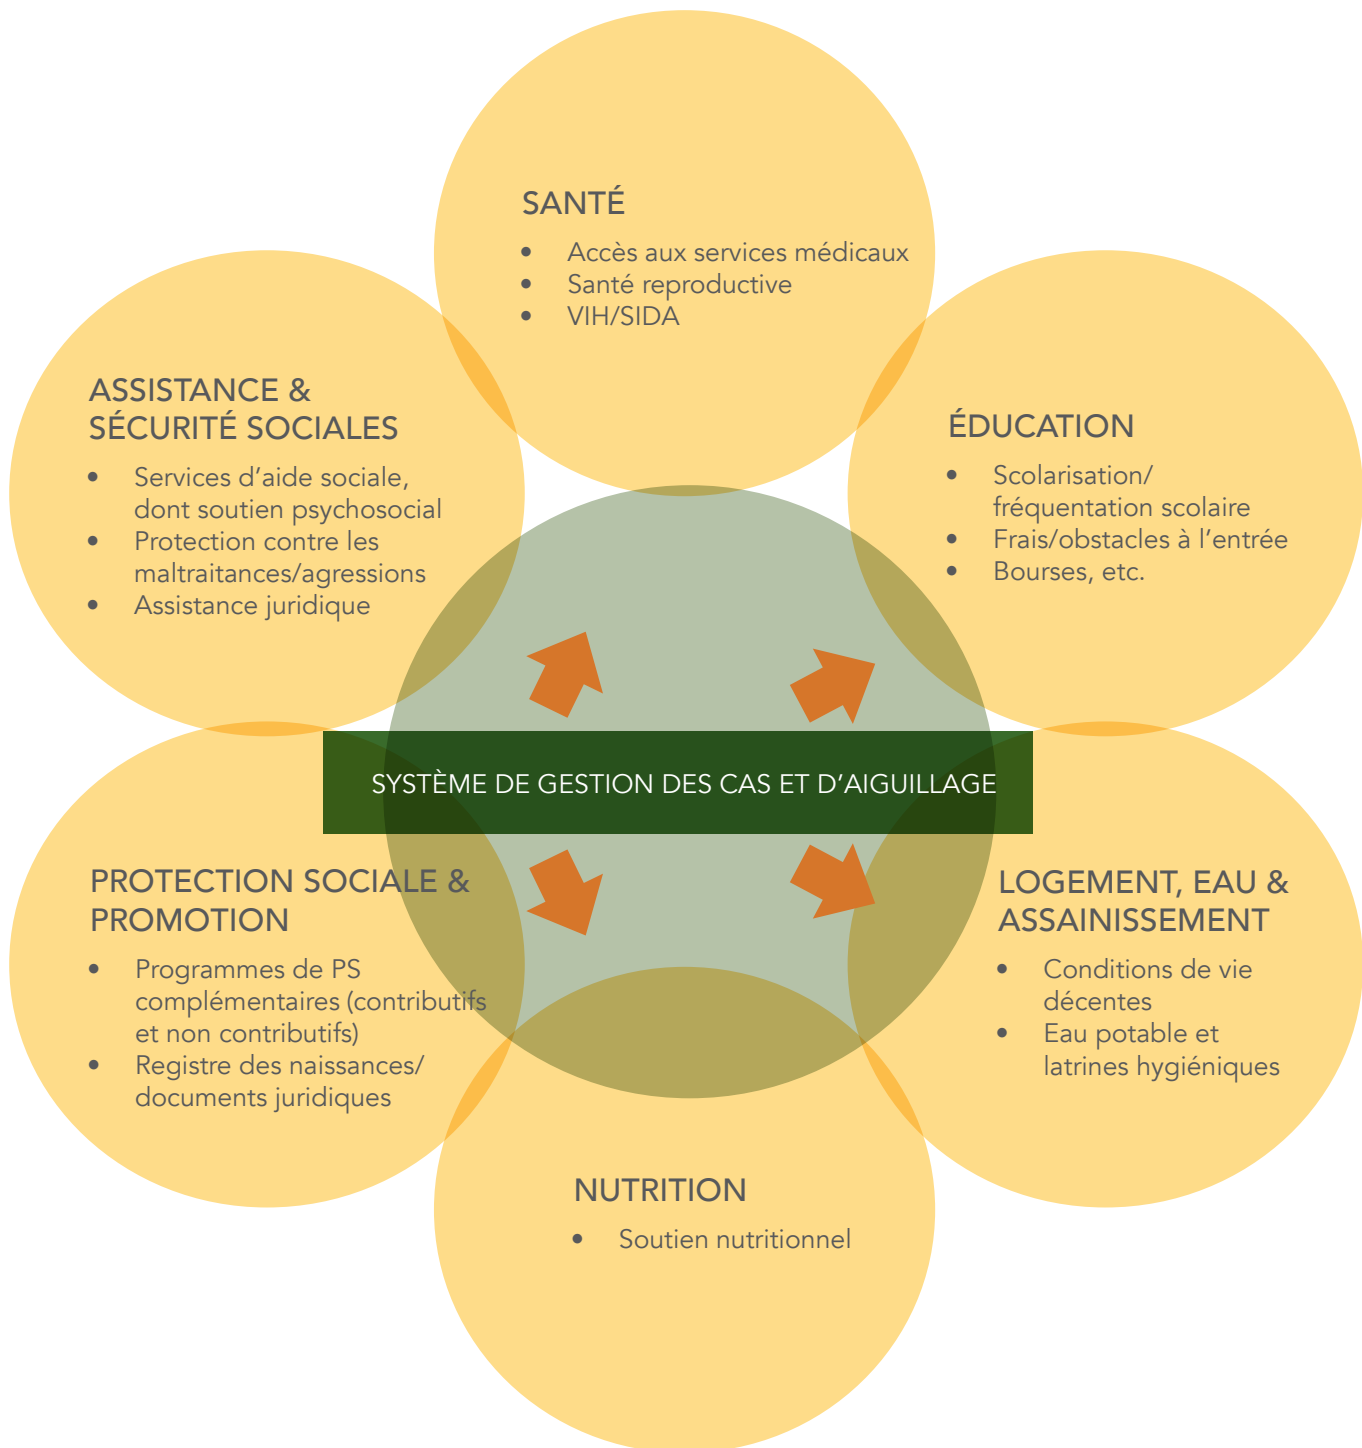 SANTÉ
• Accès aux services médicaux
• Santé reproductive
• VIH/SIDA
ASSISTANCE &
SÉCURITÉ SOCIALES
• Services d’aide sociale,
dont soutien psychosocial
• Protection contre les
maltraitances/agressions
• Assistance juridique
ÉDUCATION
• Scolarisation/
fréquentation scolaire
• Frais/obstacles à l’entrée
• Bourses, etc.
SYSTÈME DE GESTION DES CAS ET D’AIGUILLAGE
PROTECTION SOCIALE &
PROMOTION
• Programmes de PS
complémentaires (contributifs
et non contributifs)
• Registre des naissances/
documents juridiques
LOGEMENT, EAU &
ASSAINISSEMENT
• Conditions de vie
décentes
• Eau potable et
latrines hygiéniques
NUTRITION
• Soutien nutritionnel